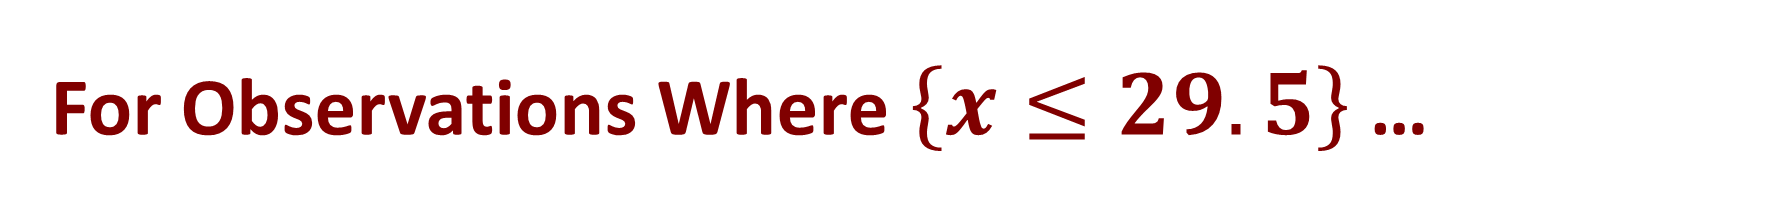 For Observations Where {x ≤ 29.5} ...